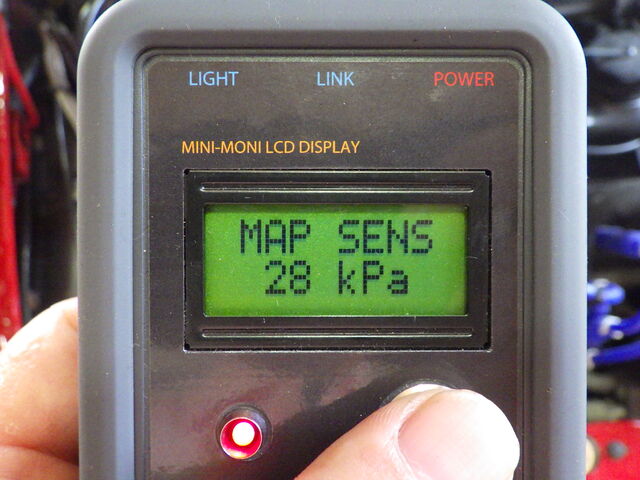 LIGHT LINK POWER
MINI-MONI LCD DISPLAY
MAP SENS
28 kPa